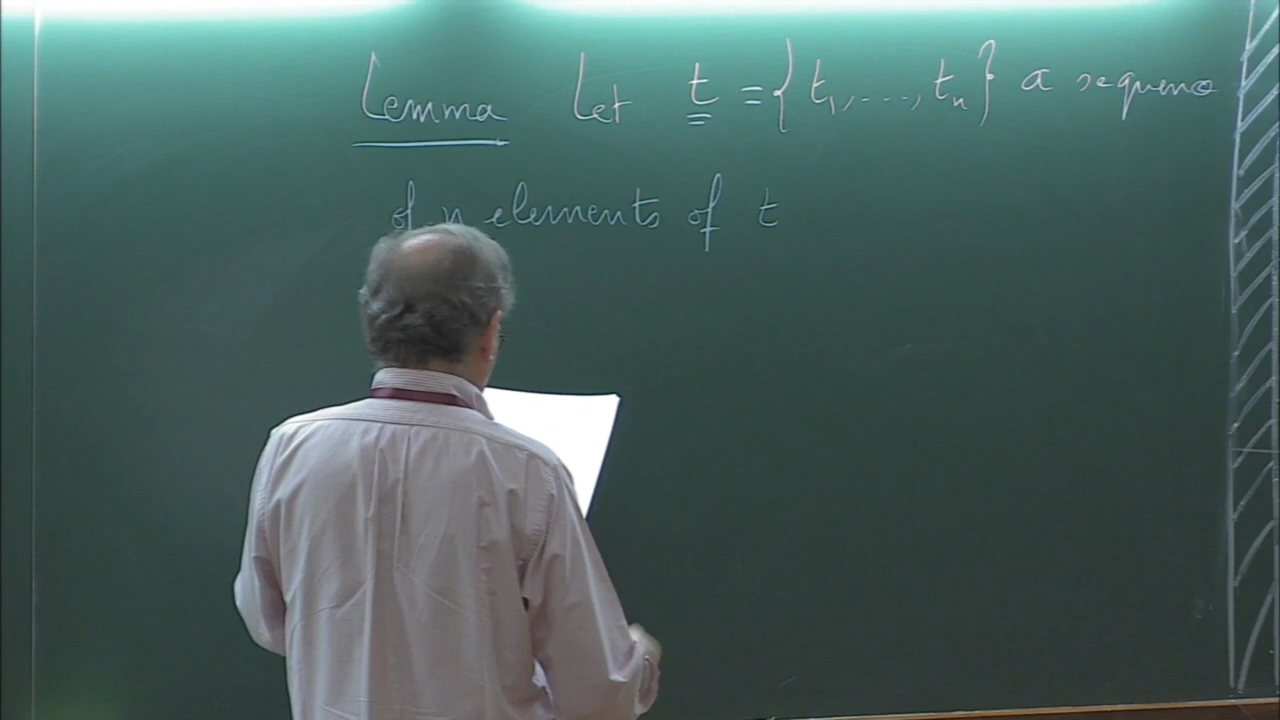 Lemma Let t = {t₁,...,tₙ} a sequence
of n elements of t